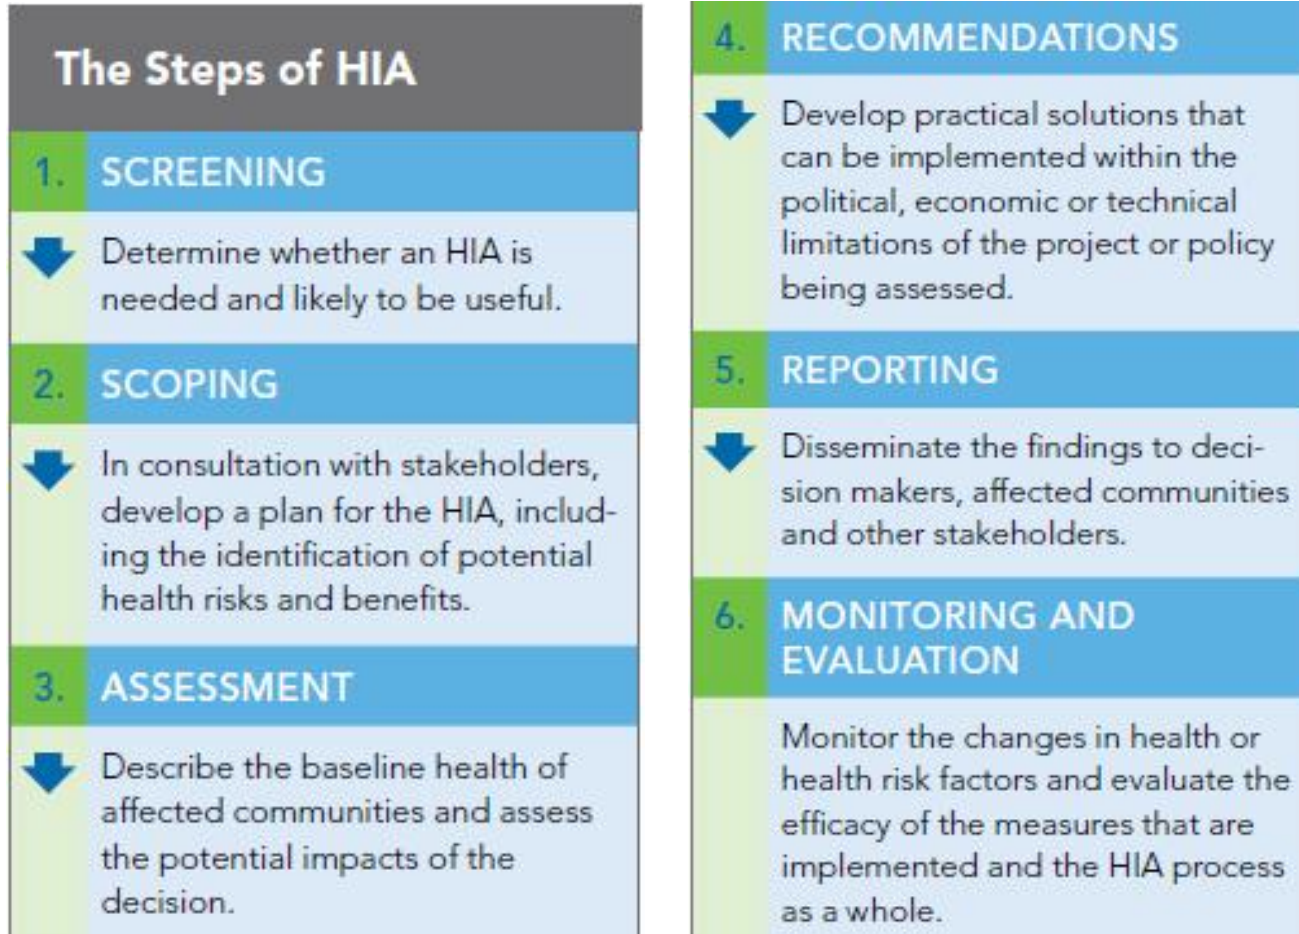 The Steps of HIA
1. SCREENING
Determine whether an HIA is
needed and likely to be useful.
2. SCOPING
In consultation with stakeholders,
develop a plan for the HIA, includ-
ing the identification of potential
health risks and benefits.
3. ASSESSMENT
Describe the baseline health of
affected communities and assess
the potential impacts of the
decision.
4. RECOMMENDATIONS
Develop practical solutions that
can be implemented within the
political, economic or technical
limitations of the project or policy
being assessed.
5. REPORTING
Disseminate the findings to deci-
sion makers, affected communities
and other stakeholders.
6. MONITORING AND
EVALUATION
Monitor the changes in health or
health risk factors and evaluate the
efficacy of the measures that are
implemented and the HIA process
as a whole.